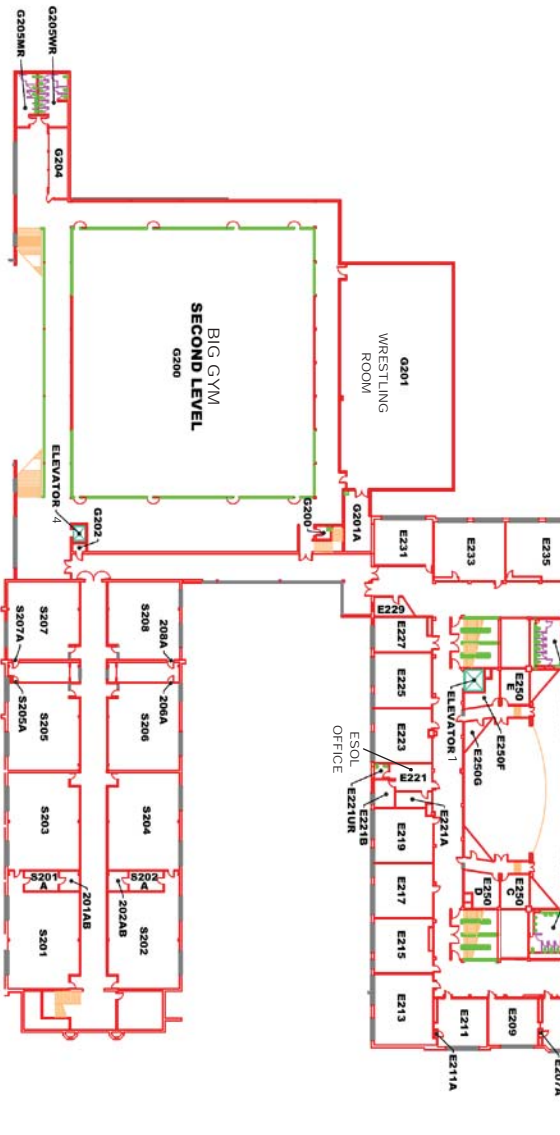 G205MR
G205WR
G204
BIG GYM
SECOND LEVEL
G200
WRESTLING
ROOM
G201
ELEVATOR 4
G202
G200
G201A
E231
E233
E235
E229
E227
E225
E223
ESOL
OFFICE
E221
E221UR
E221B
E221A
E219
E217
E215
E213
E211
E209
E211A
E207A
ELEVATOR 1
E250
E
E250F
E250G
E250
D
E250
C
S207
S208
S207A
S205A
208A
206A
S205
S206
S203
S204
S201
A
201AB
S202
A
202AB
S201
S202